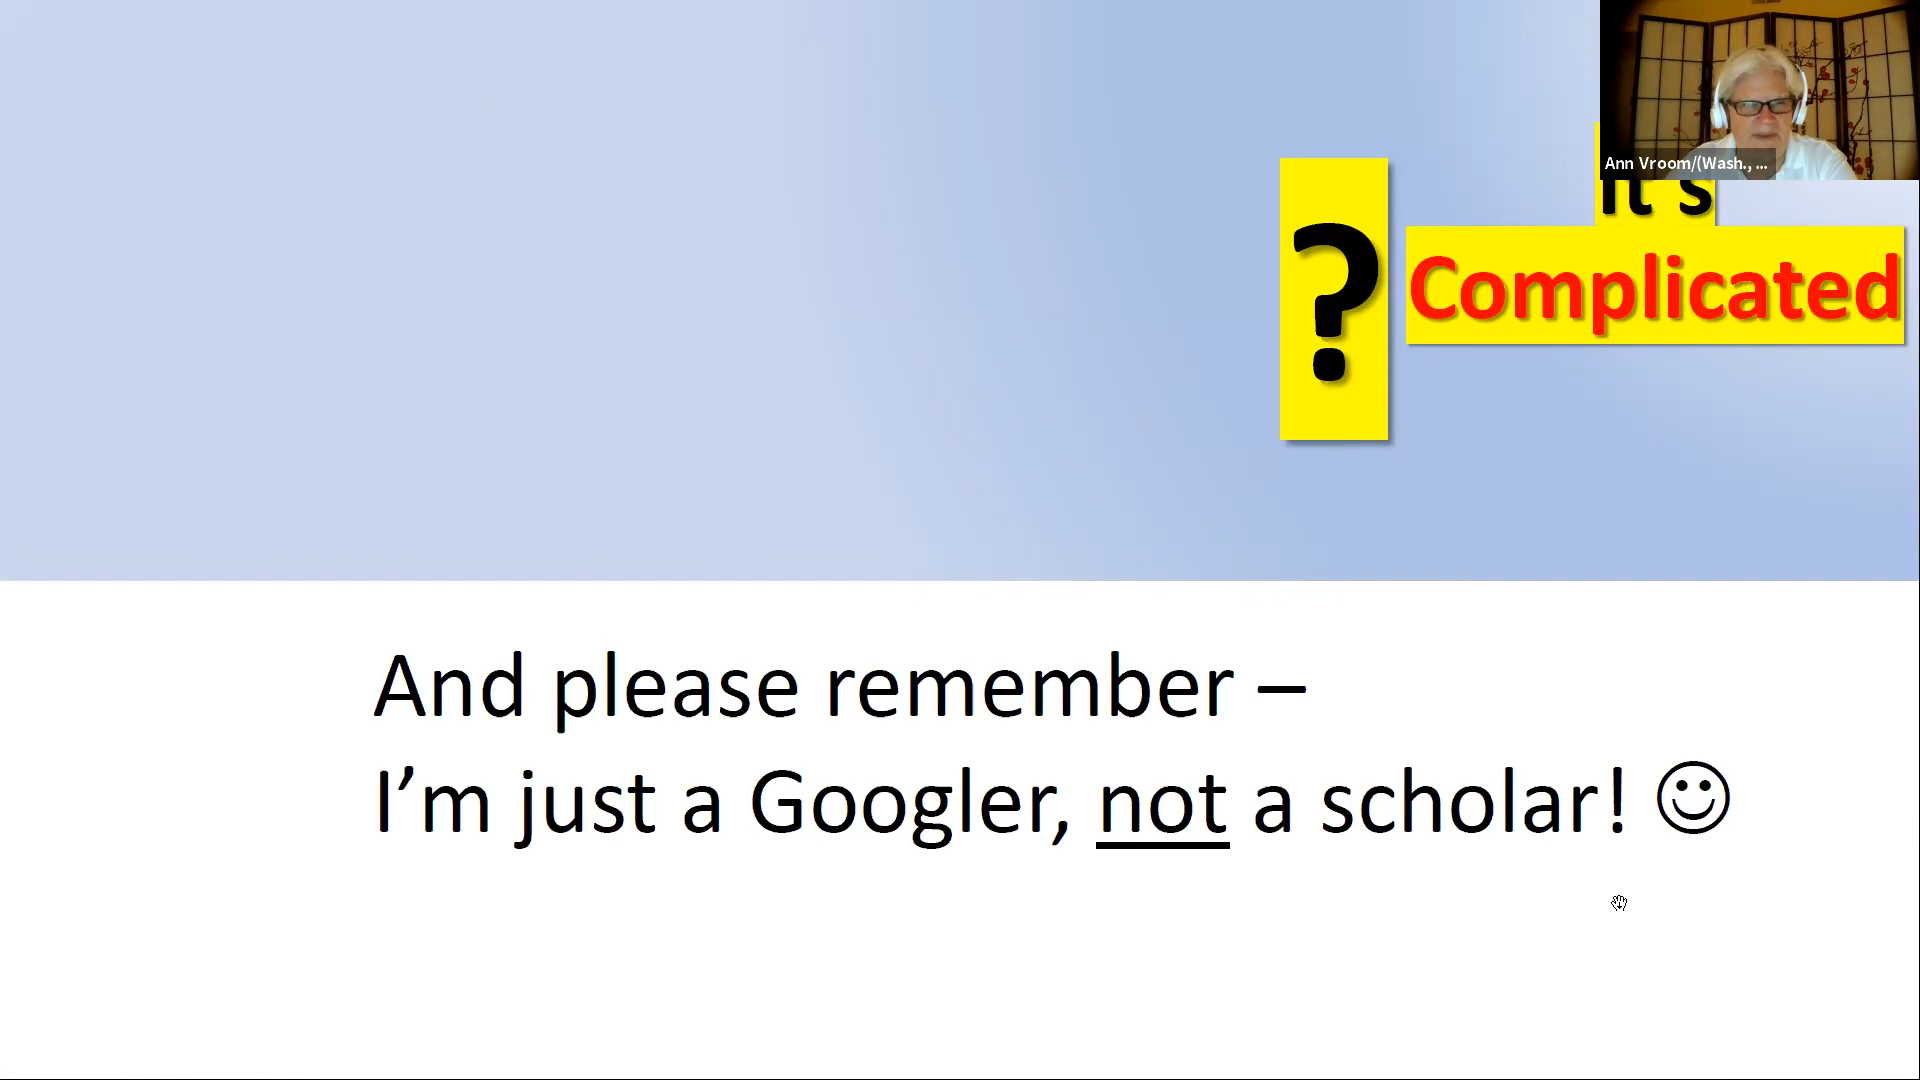 Ann Vroom/(Wash., ...
It's
?
Complicated
And please remember –
I'm just a Googler, not a scholar! ☺